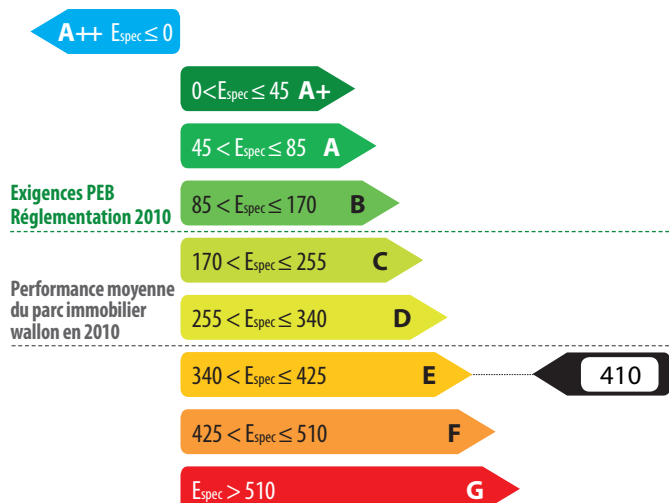 A++ Espec ≤ 0
0<Espec ≤ 45 A+
45 < Espec ≤ 85 A
Exigences PEB
Réglementation 2010
85 < Espec ≤ 170 B
170 < Espec ≤ 255 C
Performance moyenne
du parc immobilier
wallon en 2010
255 < Espec ≤ 340 D
340 < Espec ≤ 425 E
410
425 < Espec ≤ 510 F
Espec > 510 G